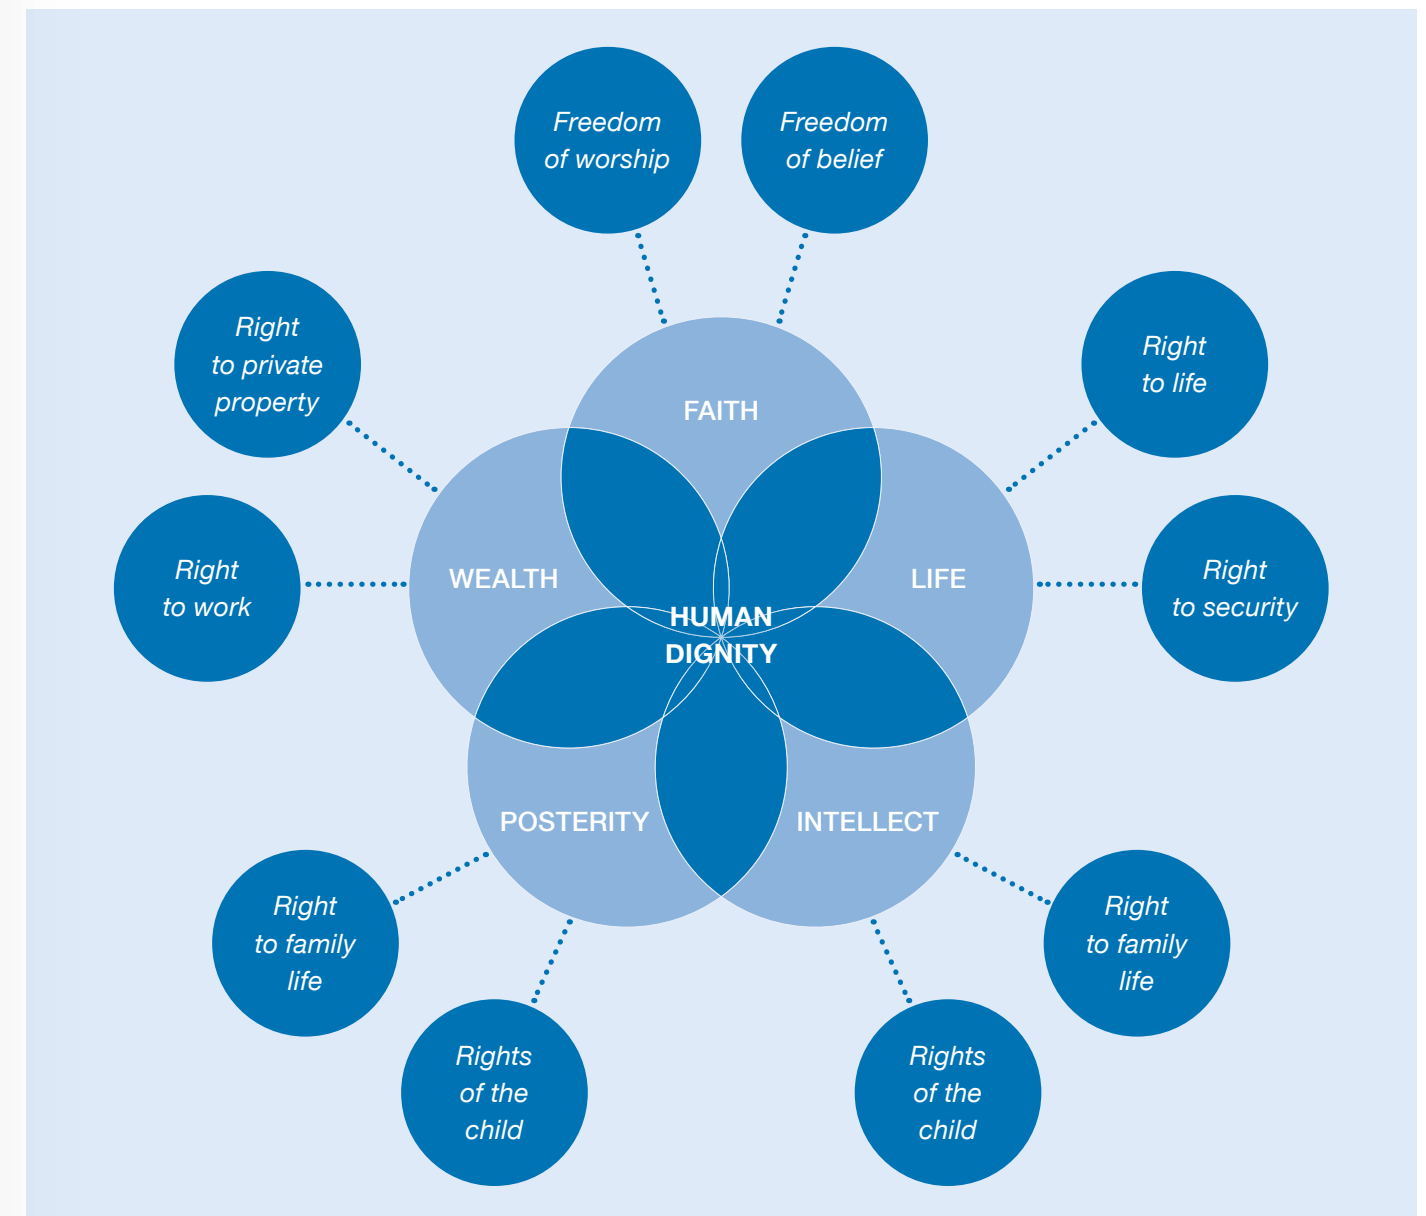 Freedom
of worship
Freedom
of belief
Right
to private
property
Right
to life
FAITH
Right
to work
WEALTH
LIFE
Right
to security
HUMAN
DIGNITY
POSTERITY
INTELLECT
Right
to family
life
Right
to family
life
Rights
of the
child
Rights
of the
child